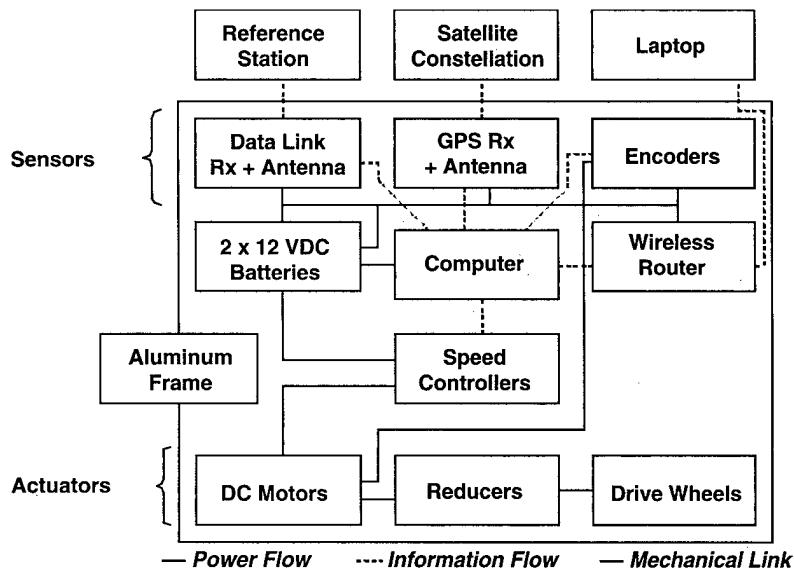 Reference
Station
Satellite
Constellation
Laptop
Sensors
Data Link
Rx + Antenna
GPS Rx
+ Antenna
Encoders
2 x 12 VDC
Batteries
Computer
Wireless
Router
Aluminum
Frame
Speed
Controllers
Actuators
DC Motors
Reducers
Drive Wheels
Power Flow
Information Flow
Mechanical Link